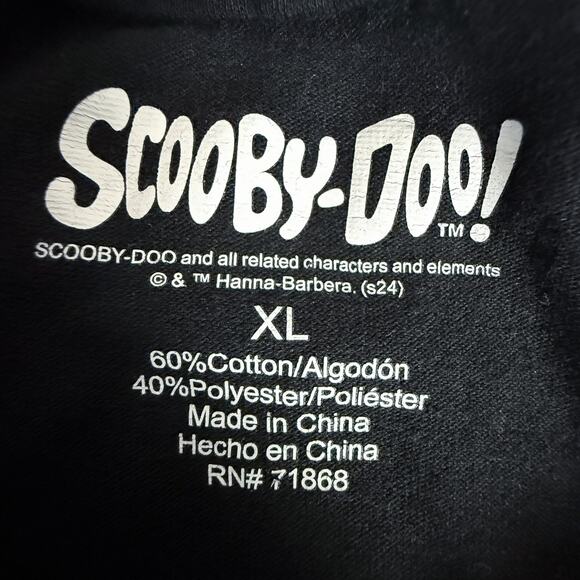 SCOOBY-DOO!
TM
SCOOBY-DOO and all related characters and elements
© & ™ Hanna-Barbera. (s24)
XL
60%Cotton/Algodón
40%Polyester/Poliéster
Made in China
Hecho en China
RN# 71868